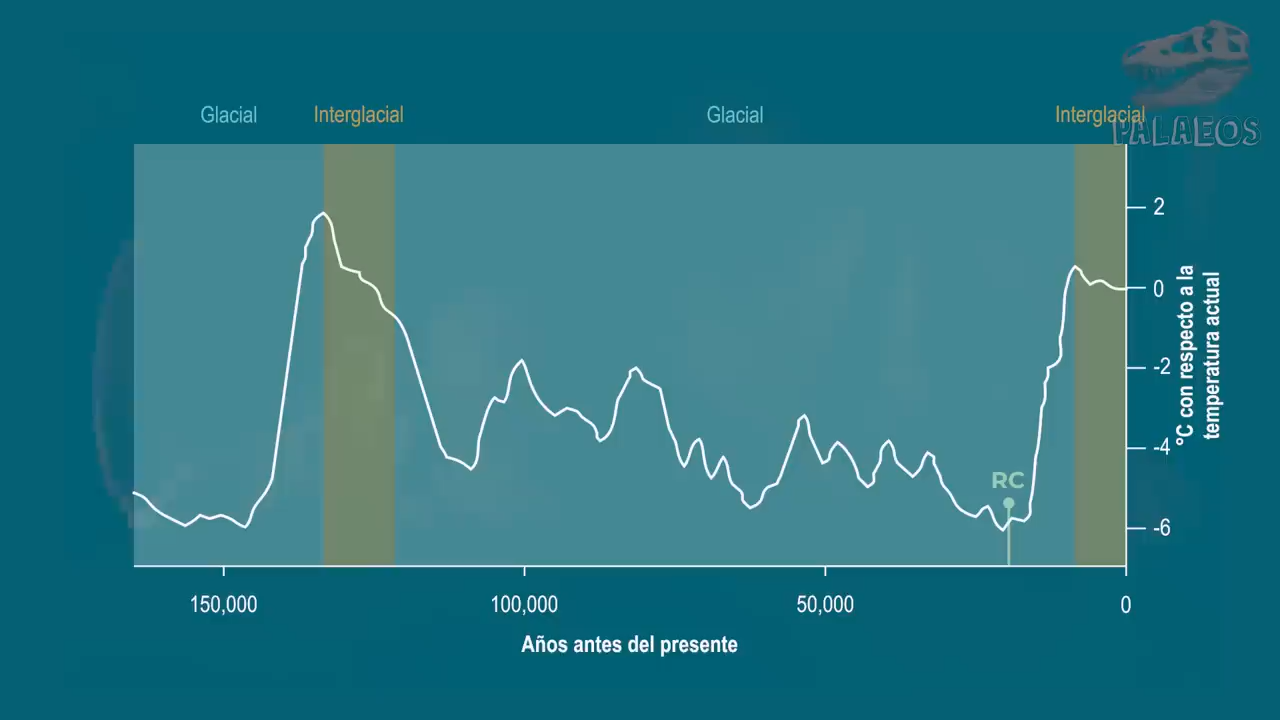 PALAEOS
Glacial
Interglacial
Glacial
Interglacial
2
0
-2
-4
-6
°C con respecto a la
temperatura actual
RC
150,000
100,000
50,000
0
Años antes del presente